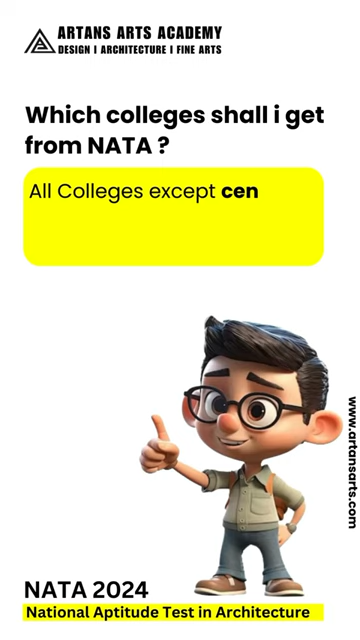 ARTANS ARTS ACADEMY
DESIGN I ARCHITECTURE I FINE ARTS
Which colleges shall i get
from NATA ?
All Colleges except cen
www.artansarts.com
NATA 2024
National Aptitude Test in Architecture